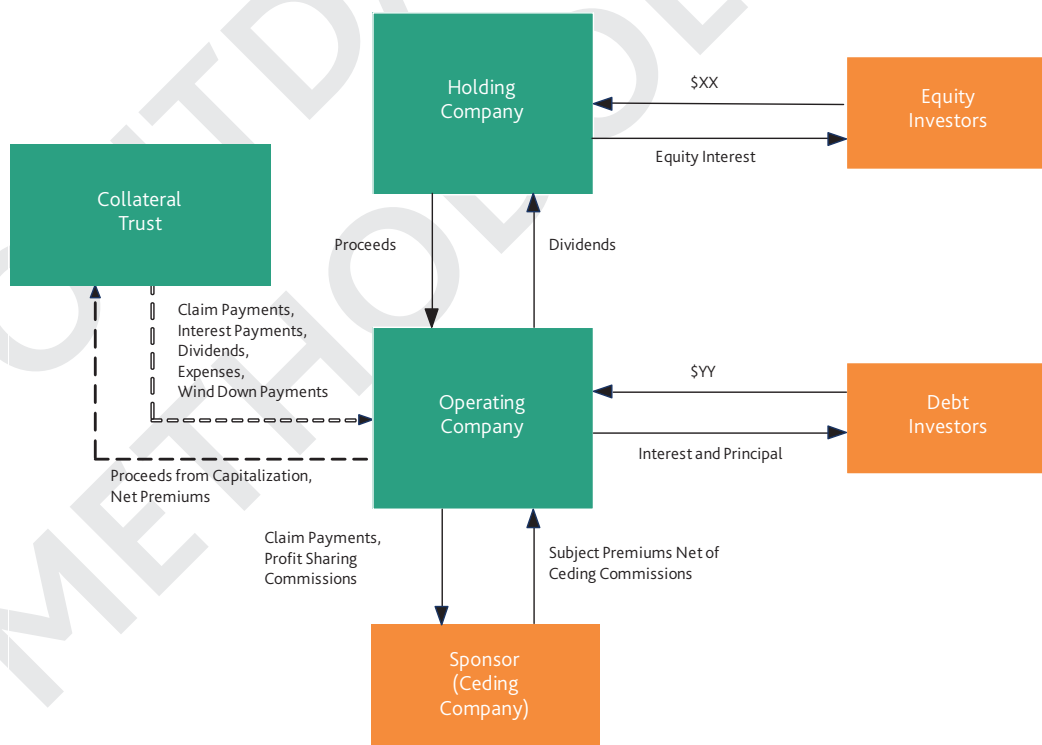 Holding
Company
$XX
Equity
Investors
Equity Interest
Collateral
Trust
Proceeds
Dividends
Claim Payments,
Interest Payments,
Dividends,
Expenses,
Wind Down Payments
Operating
Company
$YY
Debt
Investors
Interest and Principal
Proceeds from Capitalization,
Net Premiums
Claim Payments,
Profit Sharing
Commissions
Subject Premiums Net of
Ceding Commissions
Sponsor
(Ceding
Company)